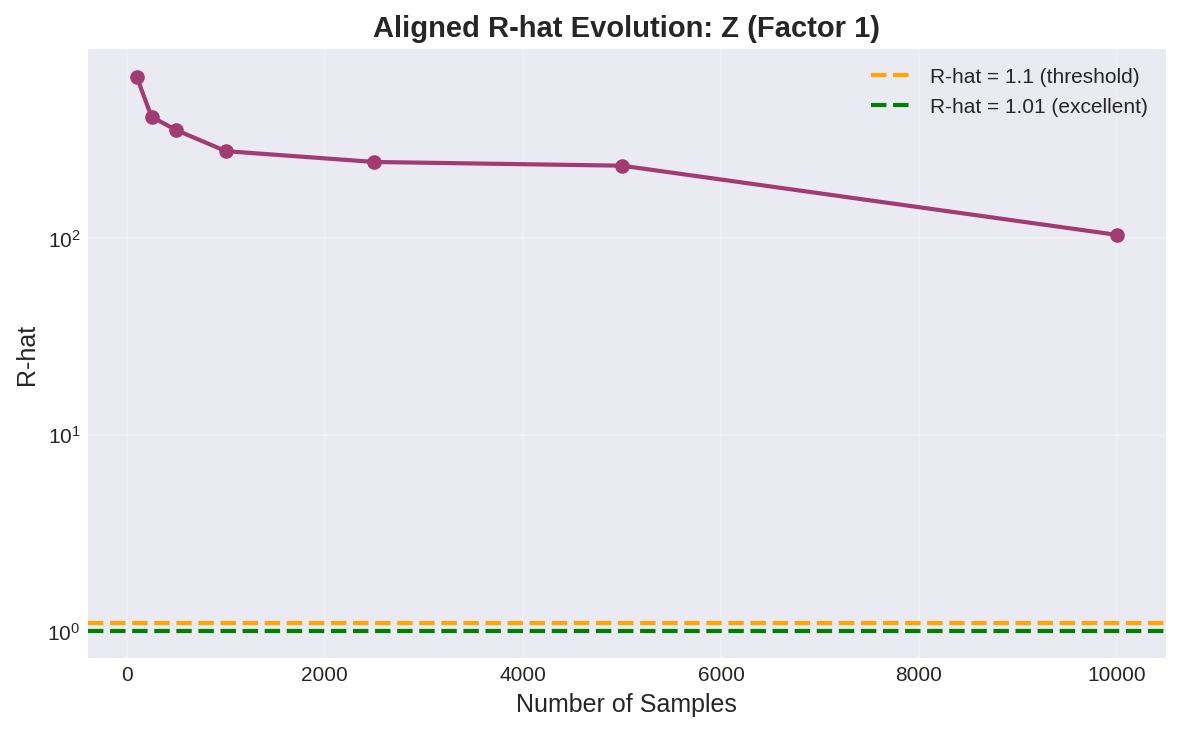 Aligned R-hat Evolution: Z (Factor 1)
R-hat = 1.1 (threshold)
R-hat = 1.01 (excellent)
10²
10¹
10⁰
R-hat
0 2000 4000 6000 8000 10000
Number of Samples